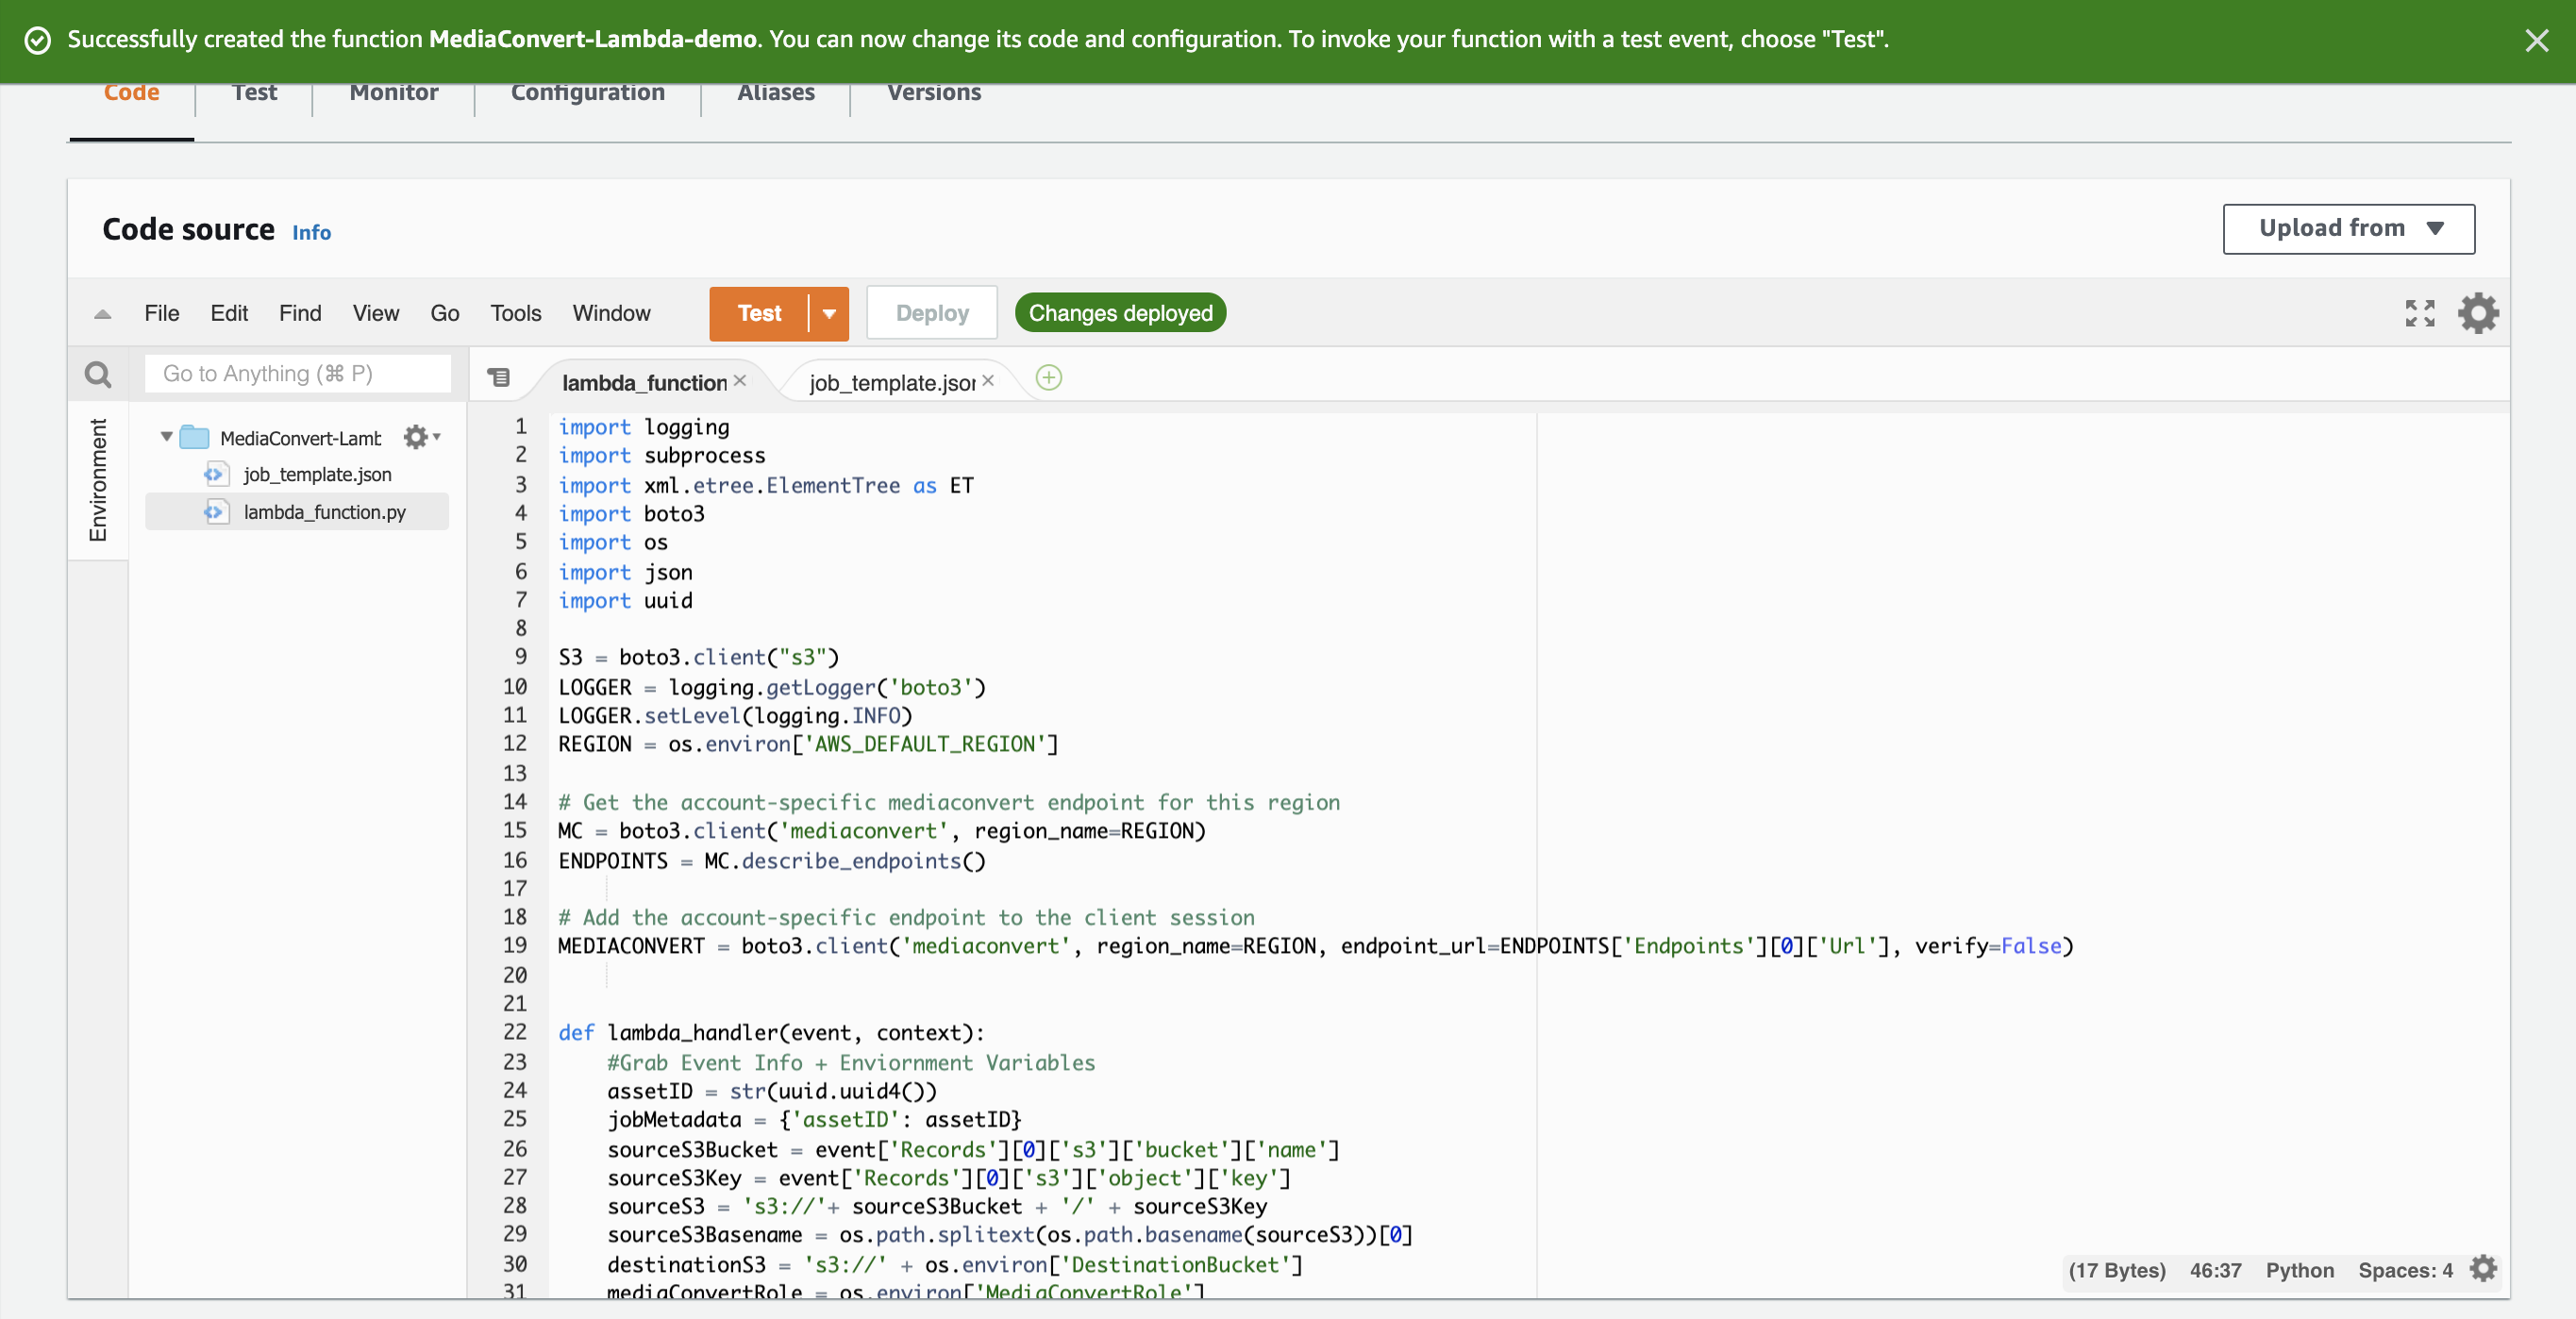 Successfully created the function MediaConvert-Lambda-demo. You can now change its code and configuration. To invoke your function with a test event, choose "Test".
Code Test Monitor Configuration Aliases Versions
Code source Info
Upload from
File Edit Find View Go Tools Window Test Deploy Changes deployed
Go to Anything (⌘ P)
lambda_function
job_template.jsor
Environment
MediaConvert-Lamb
job_template.json
lambda_function.py
1 import logging
2 import subprocess
3 import xml.etree.ElementTree as ET
4 import boto3
5 import os
6 import json
7 import uuid
8
9 S3 = boto3.client("s3")
10 LOGGER = logging.getLogger('boto3')
11 LOGGER.setLevel(logging.INFO)
12 REGION = os.environ['AWS_DEFAULT_REGION']
13
14 # Get the account-specific mediaconvert endpoint for this region
15 MC = boto3.client('mediaconvert', region_name=REGION)
16 ENDPOINTS = MC.describe_endpoints()
17
18 # Add the account-specific endpoint to the client session
19 MEDIACONVERT = boto3.client('mediaconvert', region_name=REGION, endpoint_url=ENDPOINTS['Endpoints'][0]['Url'], verify=False)
20
21
22 def lambda_handler(event, context):
23     #Grab Event Info + Enviornment Variables
24     assetID = str(uuid.uuid4())
25     jobMetadata = {'assetID': assetID}
26     sourceS3Bucket = event['Records'][0]['s3']['bucket']['name']
27     sourceS3Key = event['Records'][0]['s3']['object']['key']
28     sourceS3 = 's3://'+ sourceS3Bucket + '/' + sourceS3Key
29     sourceS3Basename = os.path.splitext(os.path.basename(sourceS3))[0]
30     destinationS3 = 's3://' + os.environ['DestinationBucket']
31     mediaConvertRole = os.environ['MediaConvertRole']
(17 Bytes) 46:37 Python Spaces: 4